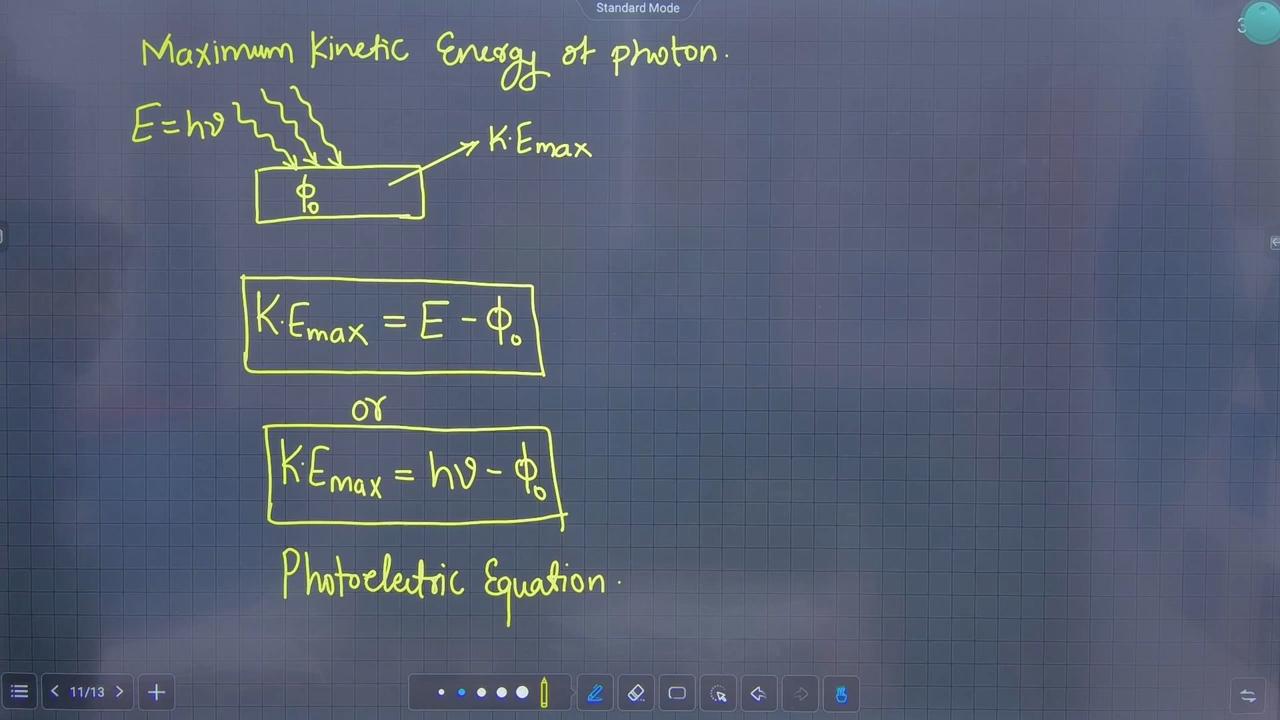 Standard Mode
3
Maximum Kinetic Energy of photon.
E = hν
K.Emax
ϕ₀
K.Emax = E - ϕ₀
or
K.Emax = hν - ϕ₀
Photoelectric Equation.
11/13